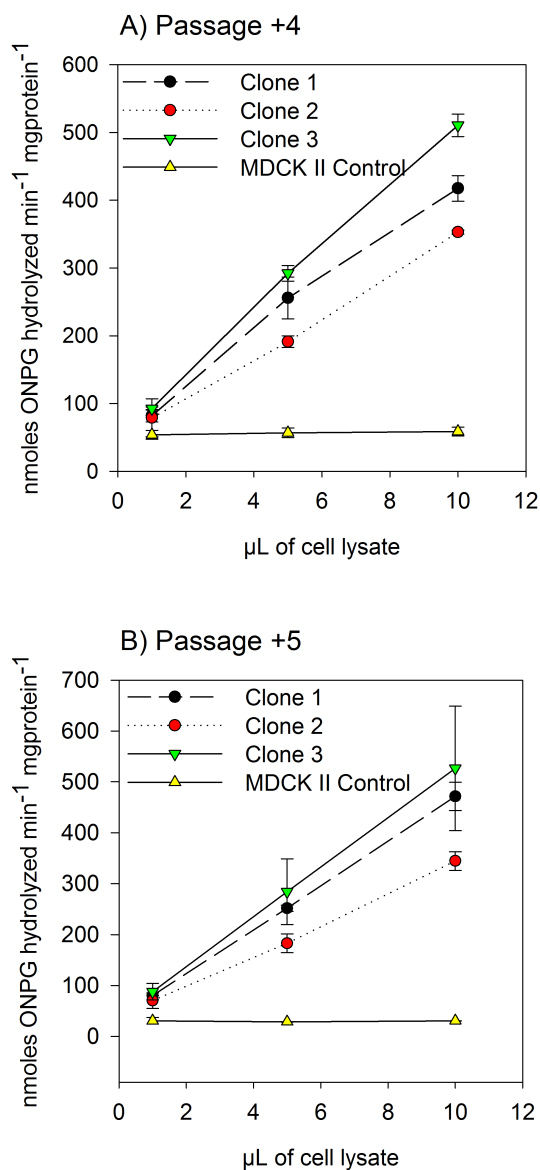 A) Passage +4
nmoles ONPG hydrolyzed min⁻¹ mgprotein⁻¹
600
500
400
300
200
100
0
Clone 1
Clone 2
Clone 3
MDCK II Control
0 2 4 6 8 10 12
µL of cell lysate
B) Passage +5
nmoles ONPG hydrolyzed min⁻¹ mgprotein⁻¹
700
600
500
400
300
200
100
0
Clone 1
Clone 2
Clone 3
MDCK II Control
0 2 4 6 8 10 12
µL of cell lysate